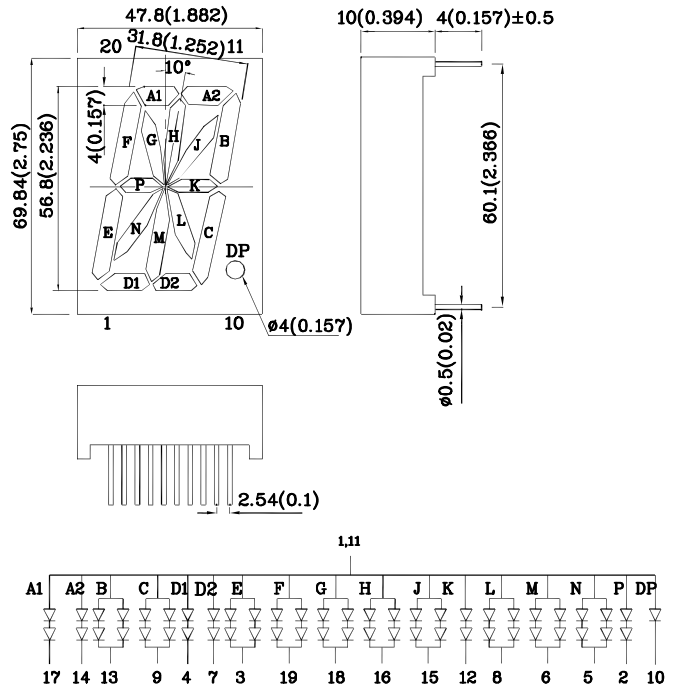 47.8(1.882)
10(0.394)
4(0.157)±0.5
20
31.8(1.252)
11
10°
A1
A2
4(0.157)
F
G
H
J
B
69.84(2.75)
56.8(2.236)
P
K
60.1(2.366)
E
N
M
L
C
DP
D1
D2
1
10
ø4(0.157)
ø0.5(0.02)
2.54(0.1)
1,11
A1 A2 B C D1 D2 E F G H J K L M N P DP
17 14 13 9 4 7 3 19 18 16 15 12 8 6 5 2 10